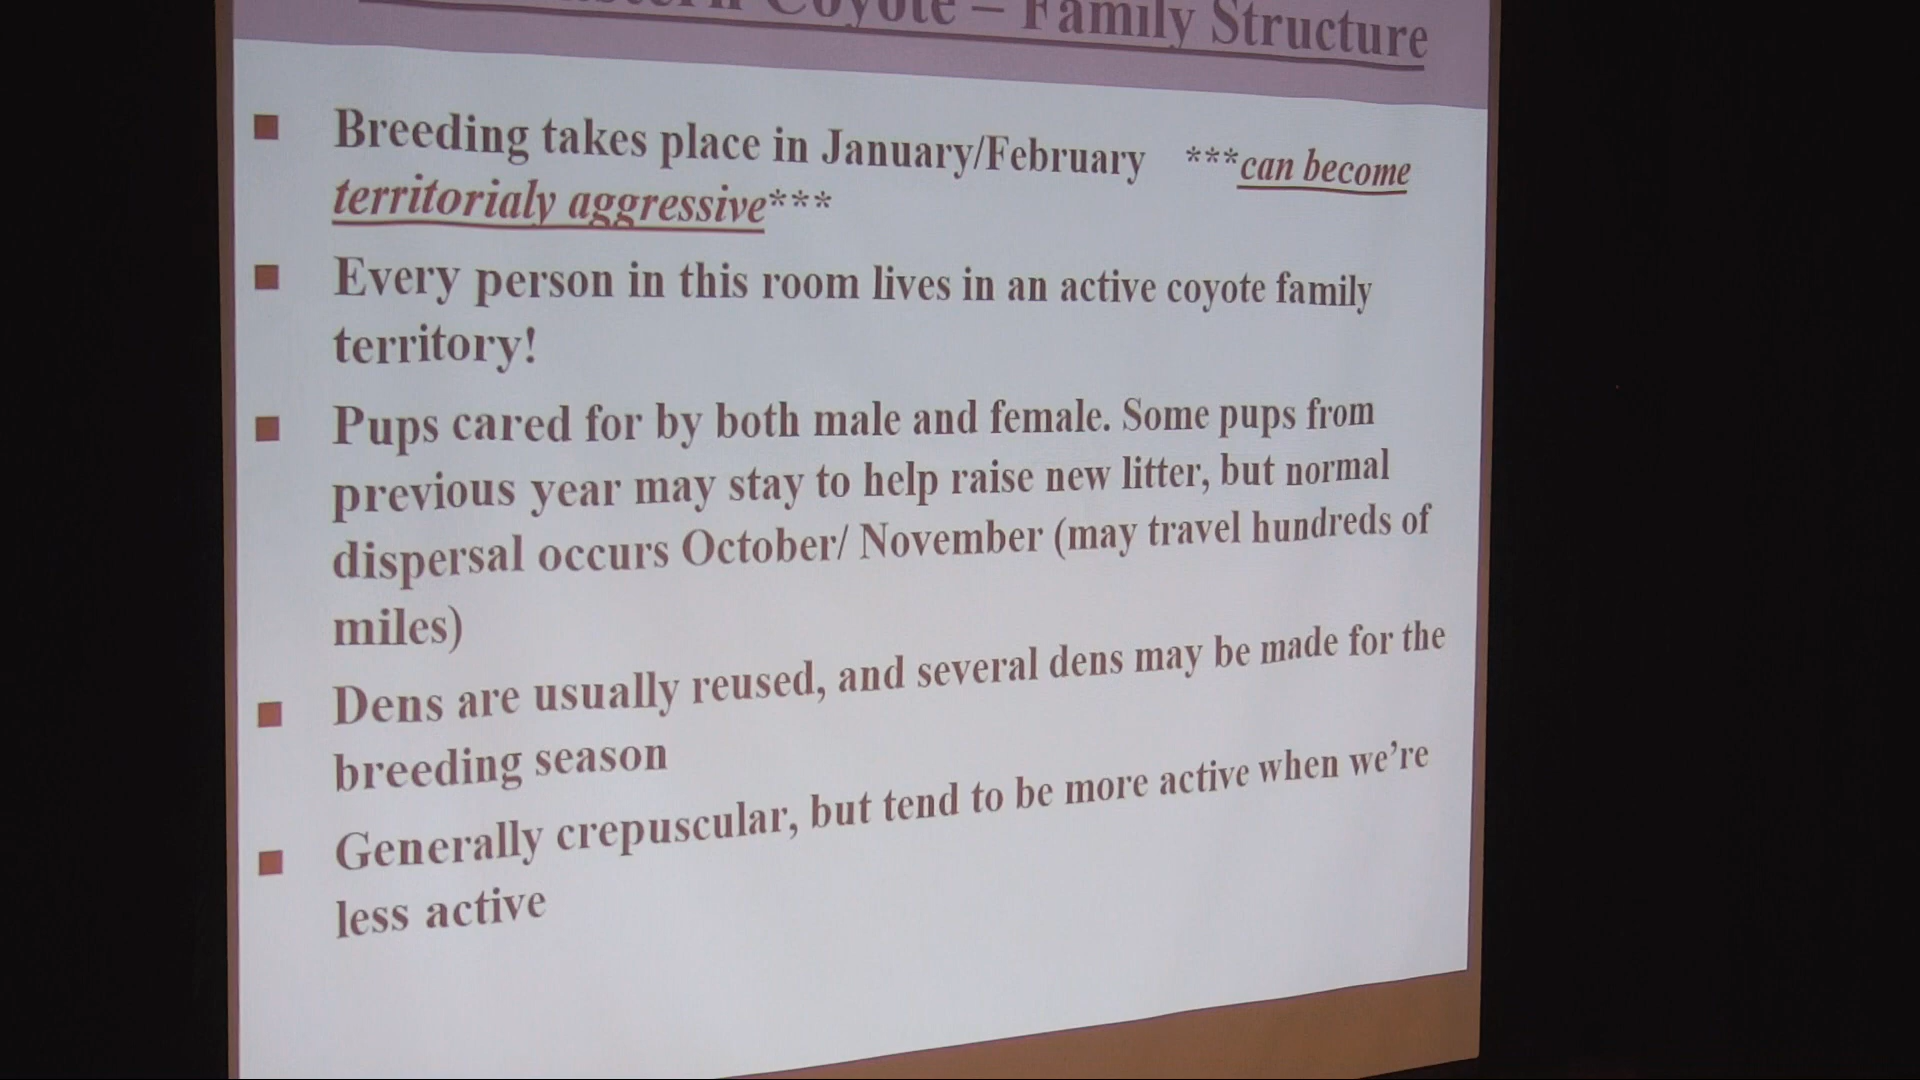 Coyote – Family Structure
Breeding takes place in January/February ***can become
territorialy aggressive***
Every person in this room lives in an active coyote family
territory!
Pups cared for by both male and female. Some pups from
previous year may stay to help raise new litter, but normal
dispersal occurs October/ November (may travel hundreds of
miles)
Dens are usually reused, and several dens may be made for the
breeding season
Generally crepuscular, but tend to be more active when we’re
less active